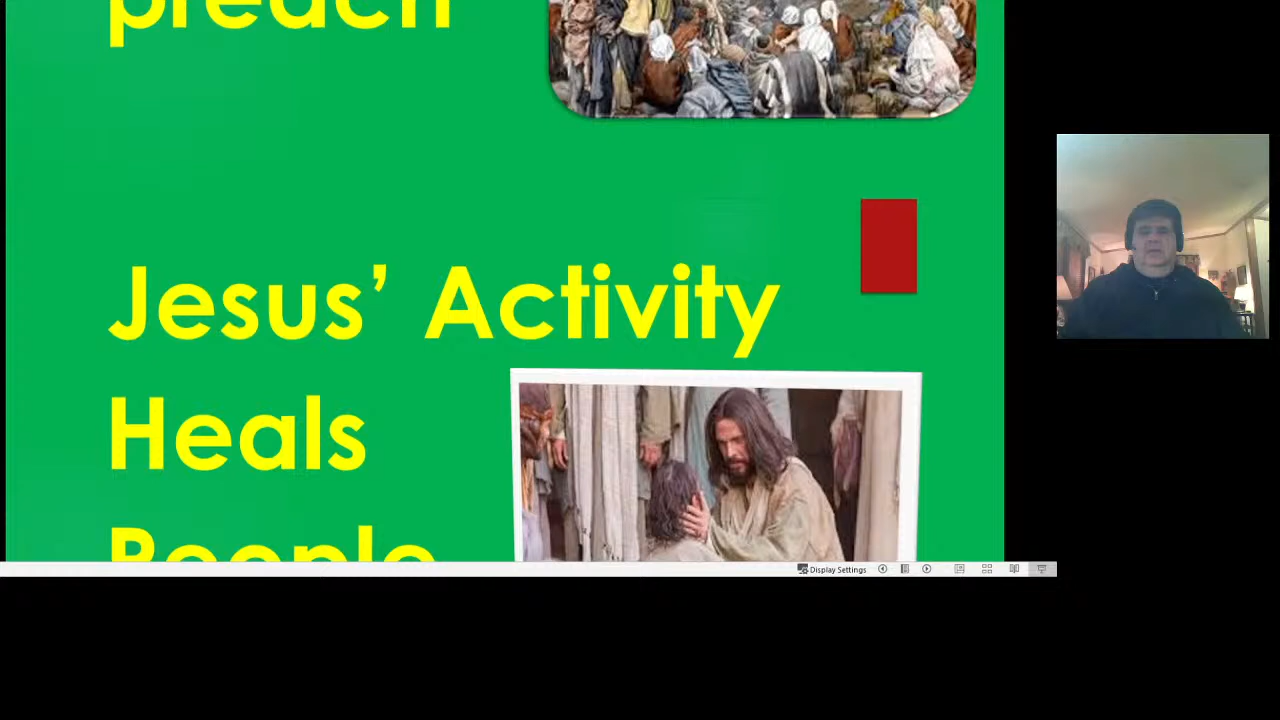 preach
Jesus’ Activity
Heals
People
Display Settings